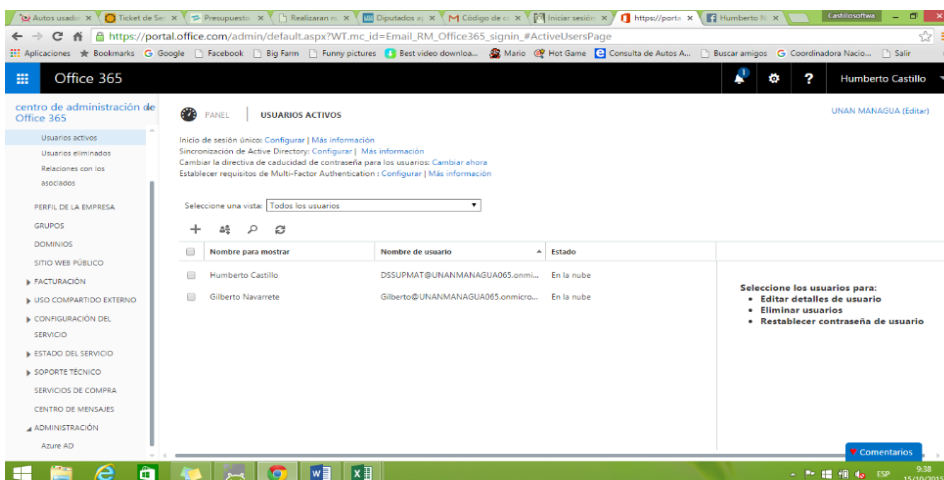 Autos usado
Ticket de Ser
Presupuesto
Realizaran m
Diputados a
Código de c
Iniciar sesión
https://porta
Humberto N
Castillosoftwa
https://portal.office.com/admin/default.aspx?WT.mc_id=Email_RM_Office365_signin_#ActiveUsersPage
Aplicaciones Bookmarks Google Facebook Big Farm Funny pictures Best video downloa... Mario Hot Game Consulta de Autos A... Buscar amigos Coordinadora Nacio... Salir
Office 365
1
?
Humberto Castillo
centro de administración de
Office 365
Usuarios activos
Usuarios eliminados
Relaciones con los
asociados
PERFIL DE LA EMPRESA
GRUPOS
DOMINIOS
SITIO WEB PÚBLICO
FACTURACIÓN
USO COMPARTIDO EXTERNO
CONFIGURACIÓN DEL
SERVICIO
ESTADO DEL SERVICIO
SOPORTE TÉCNICO
SERVICIOS DE COMPRA
CENTRO DE MENSAJES
ADMINISTRACIÓN
Azure AD
PANEL | USUARIOS ACTIVOS
UNAN MANAGUA (Editar)
Inicio de sesión único: Configurar | Más información
Sincronización de Active Directory: Configurar | Más información
Cambiar la directiva de caducidad de contraseña para los usuarios: Cambiar ahora
Establecer requisitos de Multi-Factor Authentication : Configurar | Más información
Seleccione una vista: Todos los usuarios
Nombre para mostrar Nombre de usuario Estado
Humberto Castillo DSSUPMAT@UNANMANAGUA065.onmi... En la nube
Gilberto Navarrete Gilberto@UNANMANAGUA065.onmicro... En la nube
Seleccione los usuarios para:
• Editar detalles de usuario
• Eliminar usuarios
• Restablecer contraseña de usuario
Comentarios
ESP
9:38
15/10/2015